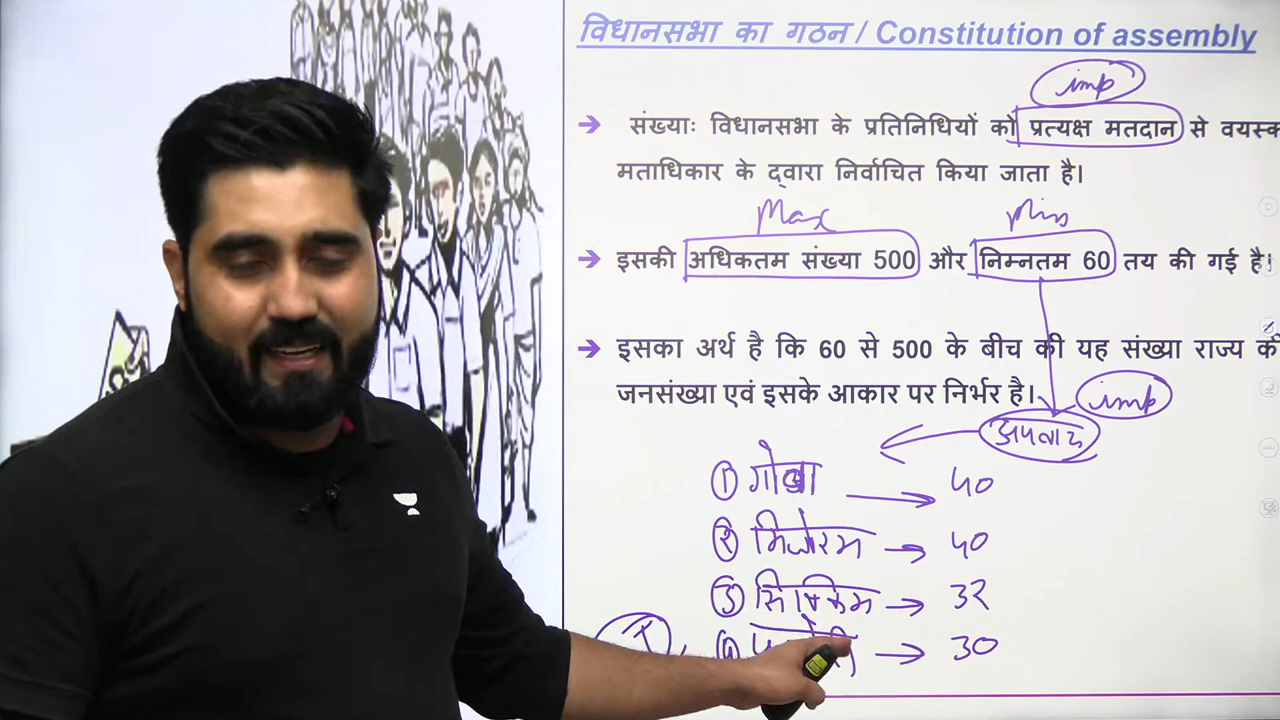 विधानसभा का गठन / Constitution of assembly
imp
➔ संख्याः विधानसभा के प्रतिनिधियों को प्रत्यक्ष मतदान से वयस्क
मताधिकार के द्वारा निर्वाचित किया जाता है।
Max Min
➔ इसकी अधिकतम संख्या 500 और निम्नतम 60 तय की गई है।
➔ इसका अर्थ है कि 60 से 500 के बीच की यह संख्या राज्य की
जनसंख्या एवं इसके आकार पर निर्भर है।
imp
अपवाद
① गोवा → 40
② मिजोरम → 40
③ सिक्किम → 32
→ 30